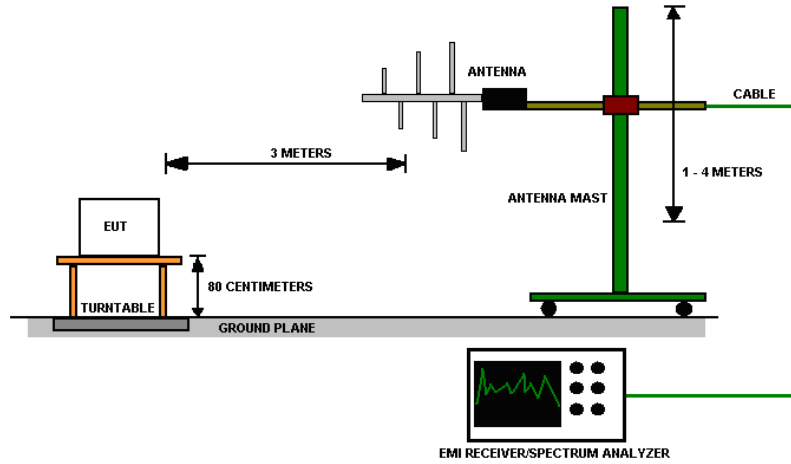 ANTENNA
CABLE
3 METERS
1 - 4 METERS
ANTENNA MAST
EUT
80 CENTIMETERS
TURNTABLE
GROUND PLANE
EMI RECEIVER/SPECTRUM ANALYZER